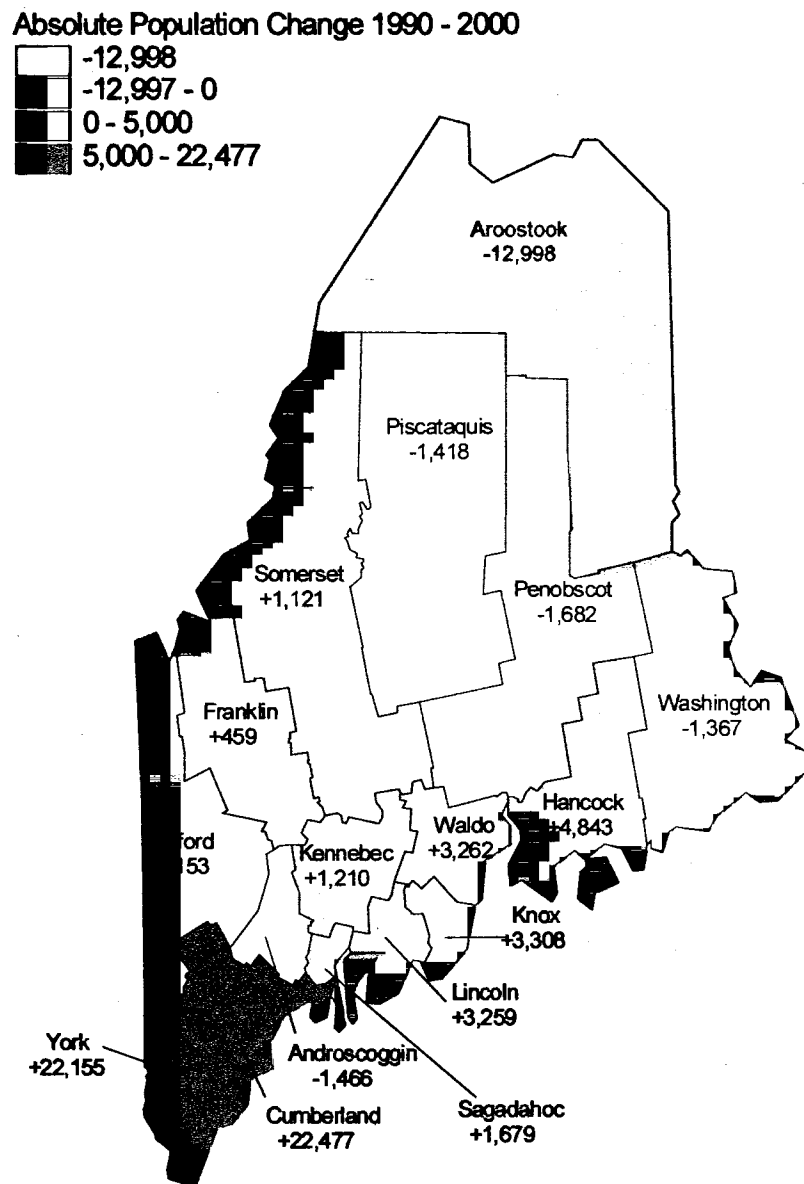 Absolute Population Change 1990 - 2000
-12,998
-12,997 - 0
0 - 5,000
5,000 - 22,477
Aroostook
-12,998
Piscataquis
-1,418
Somerset
+1,121
Penobscot
-1,682
Franklin
+459
Washington
-1,367
Hancock
+4,843
Waldo
+3,262
ford
53
Kennebec
+1,210
Knox
+3,308
Lincoln
+3,259
York
+22,155
Androscoggin
-1,466
Cumberland
+22,477
Sagadahoc
+1,679